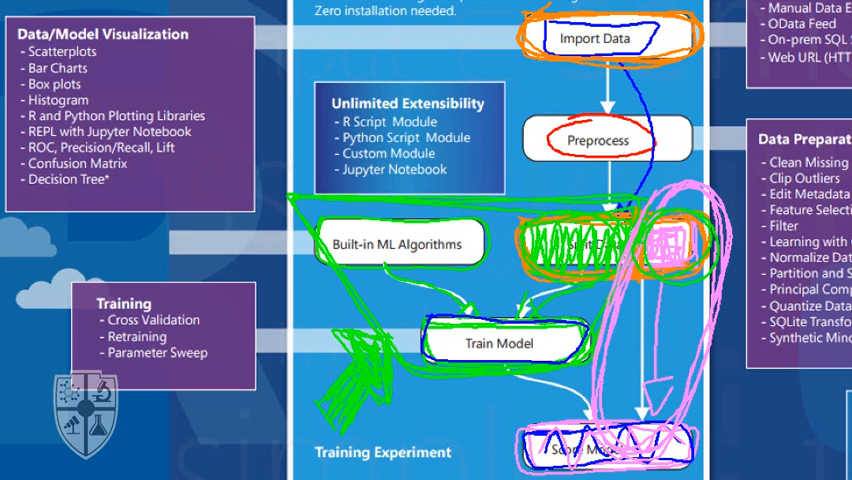 Zero installation needed.
Data/Model Visualization
- Scatterplots
- Bar Charts
- Box plots
- Histogram
- R and Python Plotting Libraries
- REPL with Jupyter Notebook
- ROC, Precision/Recall, Lift
- Confusion Matrix
- Decision Tree*
Import Data
- Manual Data E
- OData Feed
- On-prem SQL
- Web URL (HTT
Unlimited Extensibility
- R Script Module
- Python Script Module
- Custom Module
- Jupyter Notebook
Preprocess
Data Preparat
- Clean Missing
- Clip Outliers
- Edit Metadata
- Feature Selecti
- Filter
- Learning with
- Normalize Dat
- Partition and S
- Principal Comp
- Quantize Data
- SQLite Transfo
- Synthetic Mino
Built-in ML Algorithms
Training
- Cross Validation
- Retraining
- Parameter Sweep
Train Model
Score
Training Experiment